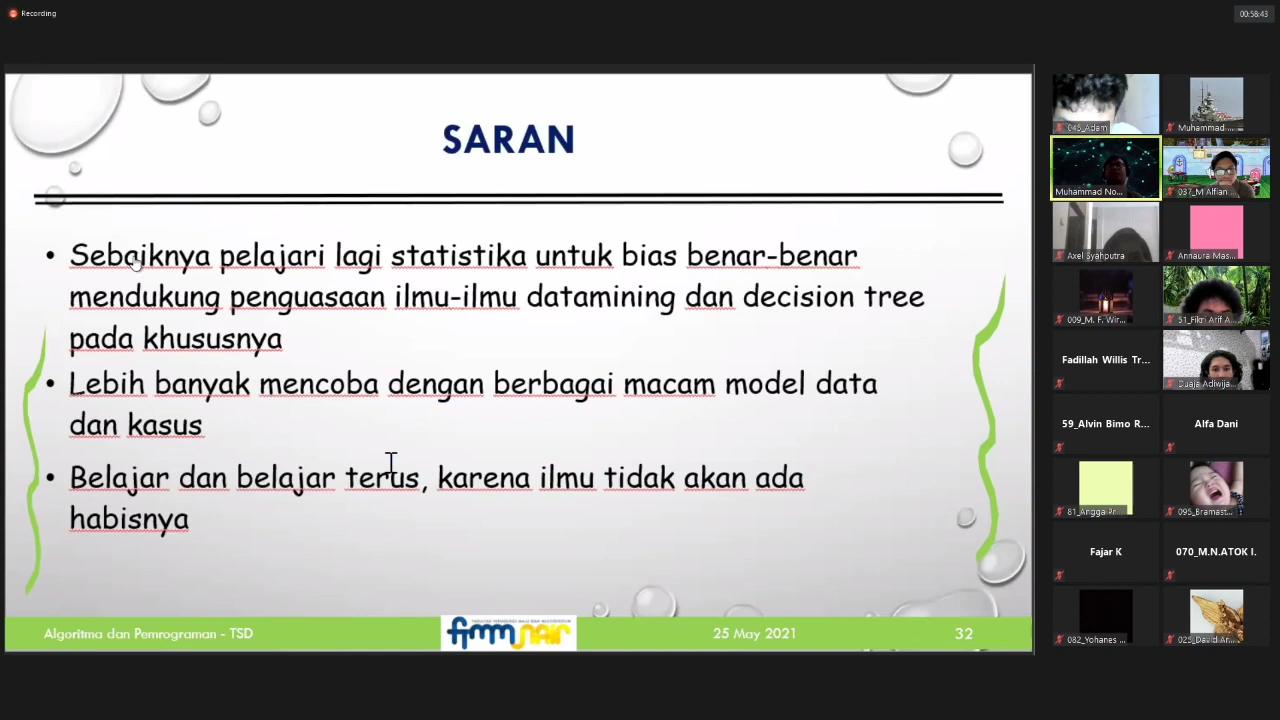 Recording
00:58:43
SARAN
• Sebaiknya pelajari lagi statistika untuk bias benar-benar
mendukung penguasaan ilmu-ilmu datamining dan decision tree
pada khususnya
• Lebih banyak mencoba dengan berbagai macam model data
dan kasus
• Belajar dan belajar terus, karena ilmu tidak akan ada
habisnya
Algoritma dan Pemrograman - TSD
25 May 2021
32
045_Adam
Muhammad ...
Muhammad No...
037_M Alfian ...
Axel Syahputra
Annaura Mas...
009_M. F. Wir...
51_Fikri Arif A...
Fadillah Willis Tr...
Duaja Adiwija...
59_Alvin Bimo R...
Alfa Dani
81_Angga Pr...
095_Bramast...
Fajar K
070_M.N.ATOK I.
082_Yohanes ...
025_David Ar...